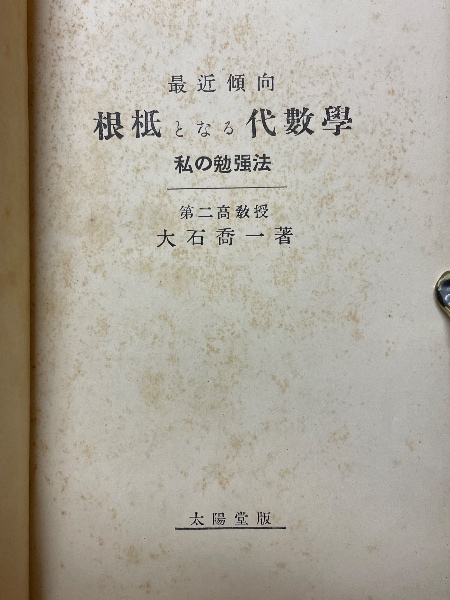 最近傾向
根柢となる代數學
私の勉强法
第二高教授
大石喬一著
太陽堂版